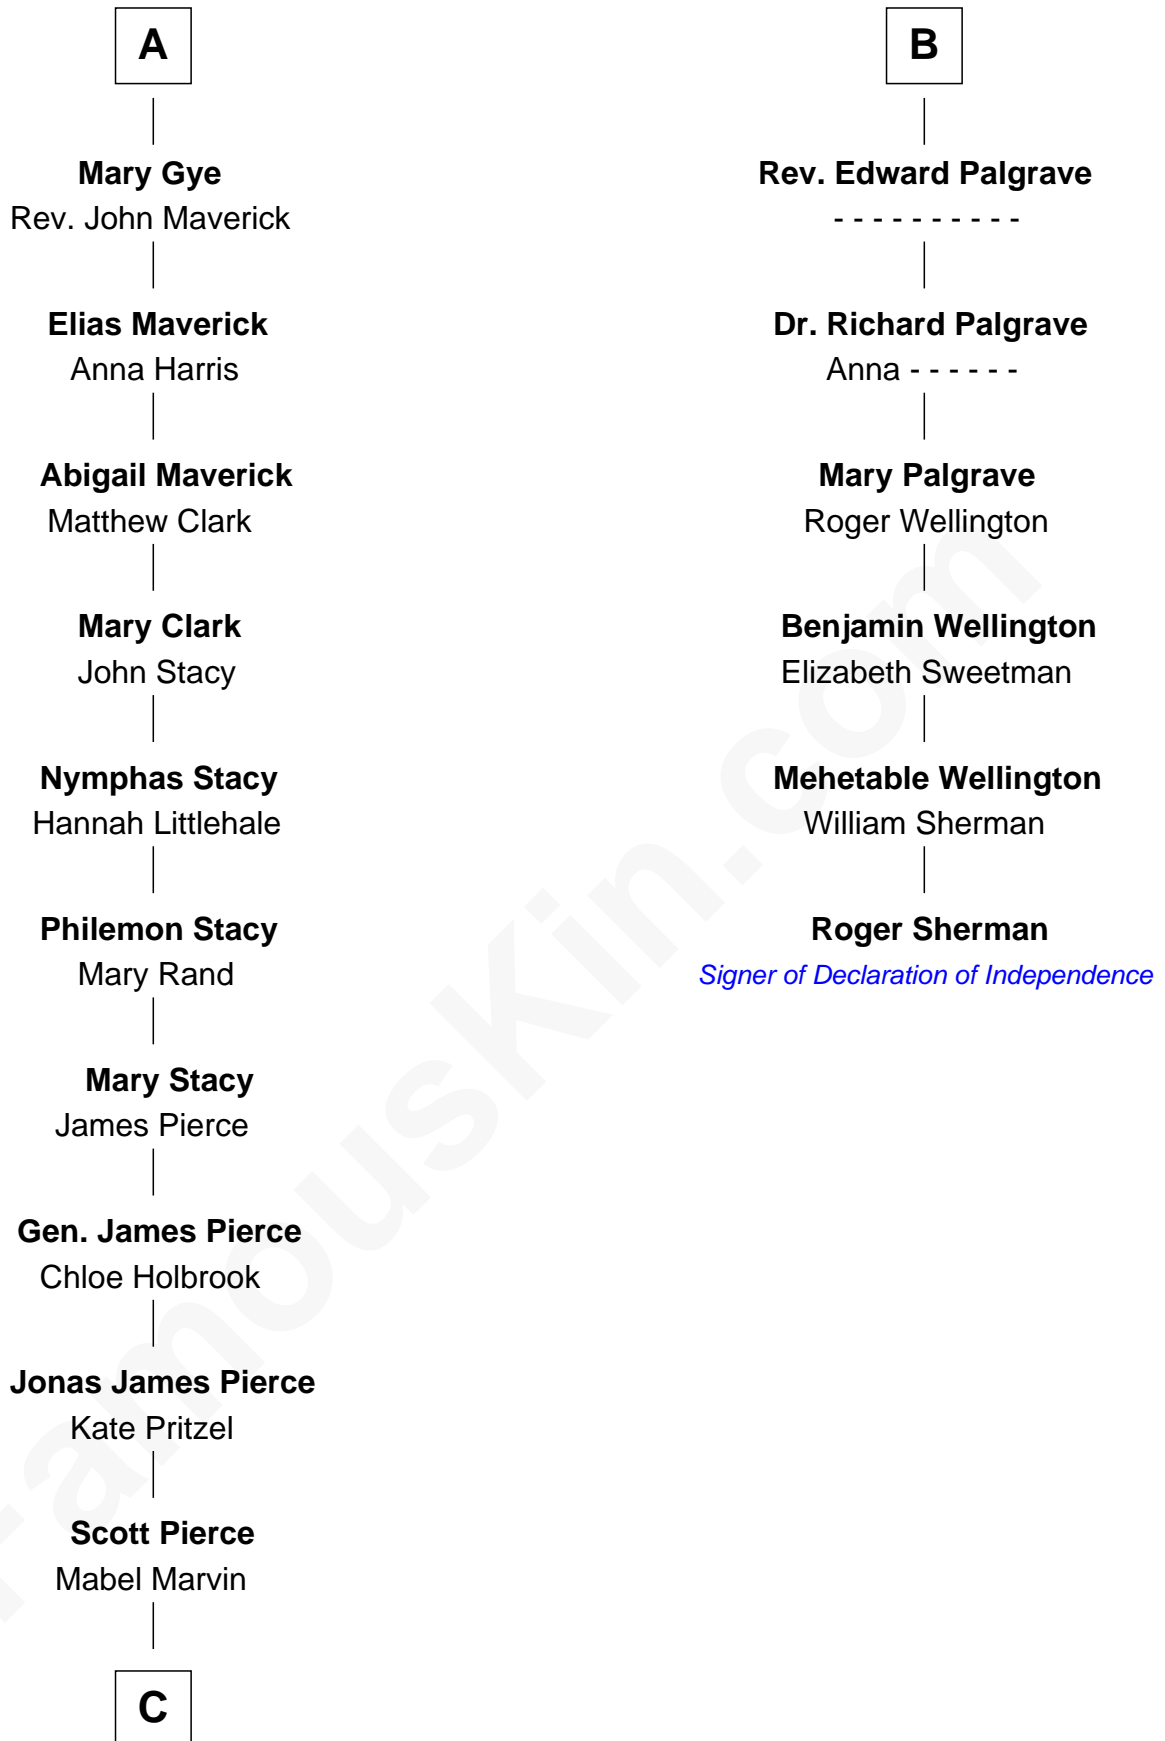 A
Mary Gye
Rev. John Maverick
Elias Maverick
Anna Harris
Abigail Maverick
Matthew Clark
Mary Clark
John Stacy
Nymphas Stacy
Hannah Littlehale
Philemon Stacy
Mary Rand
Mary Stacy
James Pierce
Gen. James Pierce
Chloe Holbrook
Jonas James Pierce
Kate Pritzel
Scott Pierce
Mabel Marvin
C
B
Rev. Edward Palgrave
- - - - - - - - - -
Dr. Richard Palgrave
Anna - - - - - -
Mary Palgrave
Roger Wellington
Benjamin Wellington
Elizabeth Sweetman
Mehetable Wellington
William Sherman
Roger Sherman
Signer of Declaration of Independence
FamousKin.com